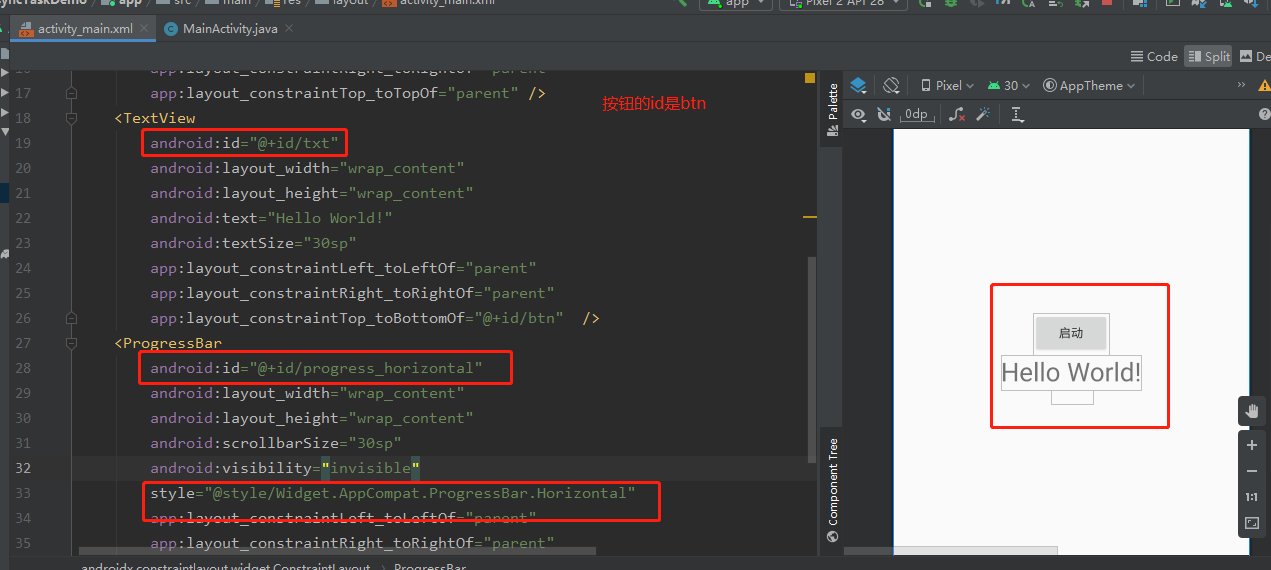 app
src
main
res
layout
activity_main.xml
app
Pixel 2 API 28
activity_main.xml
MainActivity.java
Code
Split
De
app:layout_constraintRight_toRightOf="parent"
17 app:layout_constraintTop_toTopOf="parent" />
按钮的id是btn
18 <TextView
19 android:id="@+id/txt"
20 android:layout_width="wrap_content"
21 android:layout_height="wrap_content"
22 android:text="Hello World!"
23 android:textSize="30sp"
24 app:layout_constraintLeft_toLeftOf="parent"
25 app:layout_constraintRight_toRightOf="parent"
26 app:layout_constraintTop_toBottomOf="@+id/btn" />
27 <ProgressBar
28 android:id="@+id/progress_horizontal"
29 android:layout_width="wrap_content"
30 android:layout_height="wrap_content"
31 android:scrollbarSize="30sp"
32 android:visibility="invisible"
33 style="@style/Widget.AppCompat.ProgressBar.Horizontal"
34 app:layout_constraintLeft_toLeftOf="parent"
35 app:layout_constraintRight_toRightOf="parent"
androidx.constraintlayout.widget.ConstraintLayout > ProgressBar
Palette
Component Tree
Pixel
30
AppTheme
0dp
启动
Hello World!
1:1